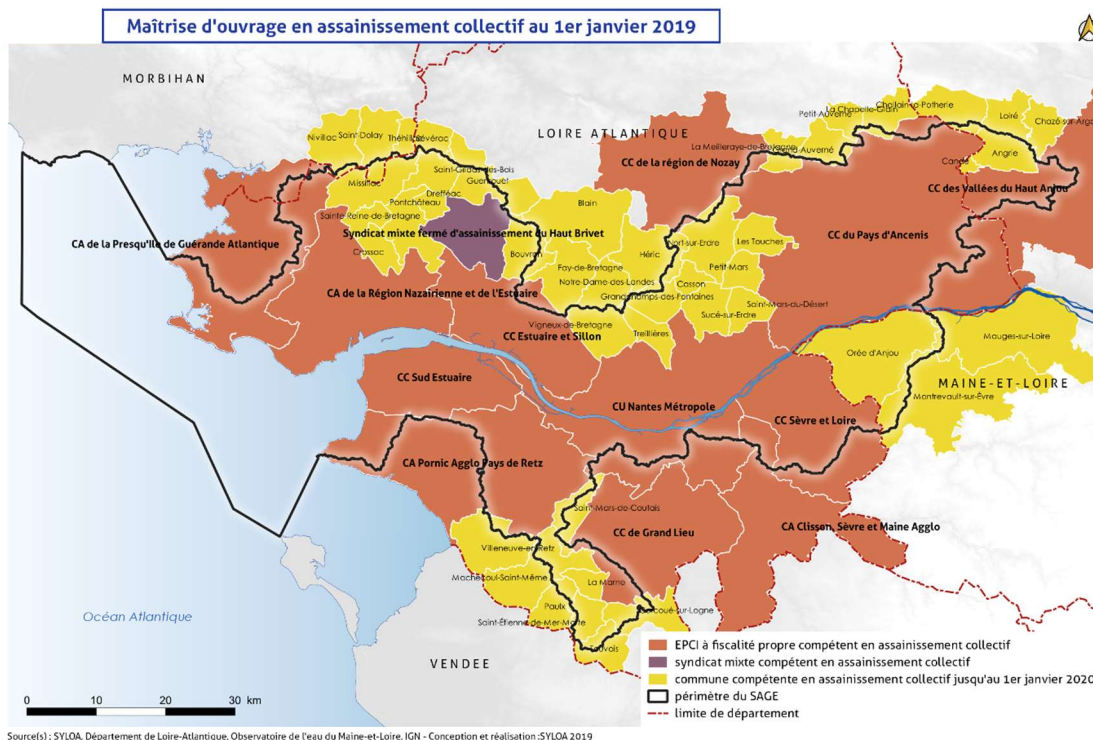 Maîtrise d'ouvrage en assainissement collectif au 1er janvier 2019
MORBIHAN
LOIRE ATLANTIQUE
Nivillac
Saint-Dolay
Théhillac
Sévérac
Missillac
Saint-Gildas-des-Bois
Guenrouet
Drefféac
Pontchâteau
Sainte-Reine-de-Bretagne
Crossac
Syndicat mixte fermé d'assainissement du Haut Brivet
Bouvron
Blain
Fay-de-Bretagne
Notre-Dame-des-Landes
Héric
Grandchamps-des-Fontaines
Vigneux-de-Bretagne
Treillières
CC de la région de Nozay
La Meilleraye-de-Bretagne
Petit-Auverné
La Chapelle-Glain
Challain-la-Potherie
Loiré
Chazé-sur-Argos
Angrie
Candé
CC des Vallées du Haut Anjou
CC du Pays d'Ancenis
Nort-sur-Erdre
Les Touches
Petit-Mars
Casson
Saint-Mars-du-Désert
Sucé-sur-Erdre
CA de la Presqu'île de Guérande Atlantique
CA de la Région Nazairienne et de l'Estuaire
CC Estuaire et Sillon
CC Sud Estuaire
CU Nantes Métropole
CC Sèvre et Loire
Orée d'Anjou
Mauges-sur-Loire
MAINE-ET-LOIRE
Montrevault-sur-Èvre
CA Pornic Agglo Pays de Retz
Saint-Mars-de-Coutais
CC de Grand Lieu
CA Clisson, Sèvre et Maine Agglo
Villeneuve-en-Retz
Machecoul-Saint-Même
La Marne
Paulx
Saint-Étienne-de-Mer-Morte
Touvois
Océan Atlantique
VENDEE
EPCI à fiscalité propre compétent en assainissement collectif
syndicat mixte compétent en assainissement collectif
commune compétente en assainissement collectif jusqu'au 1er janvier 2020
périmètre du SAGE
limite de département
0 10 20 30 km
Source(s) : SYLOA, Département de Loire-Atlantique, Observatoire de l'eau du Maine-et-Loire, IGN - Conception et réalisation :SYLOA 2019